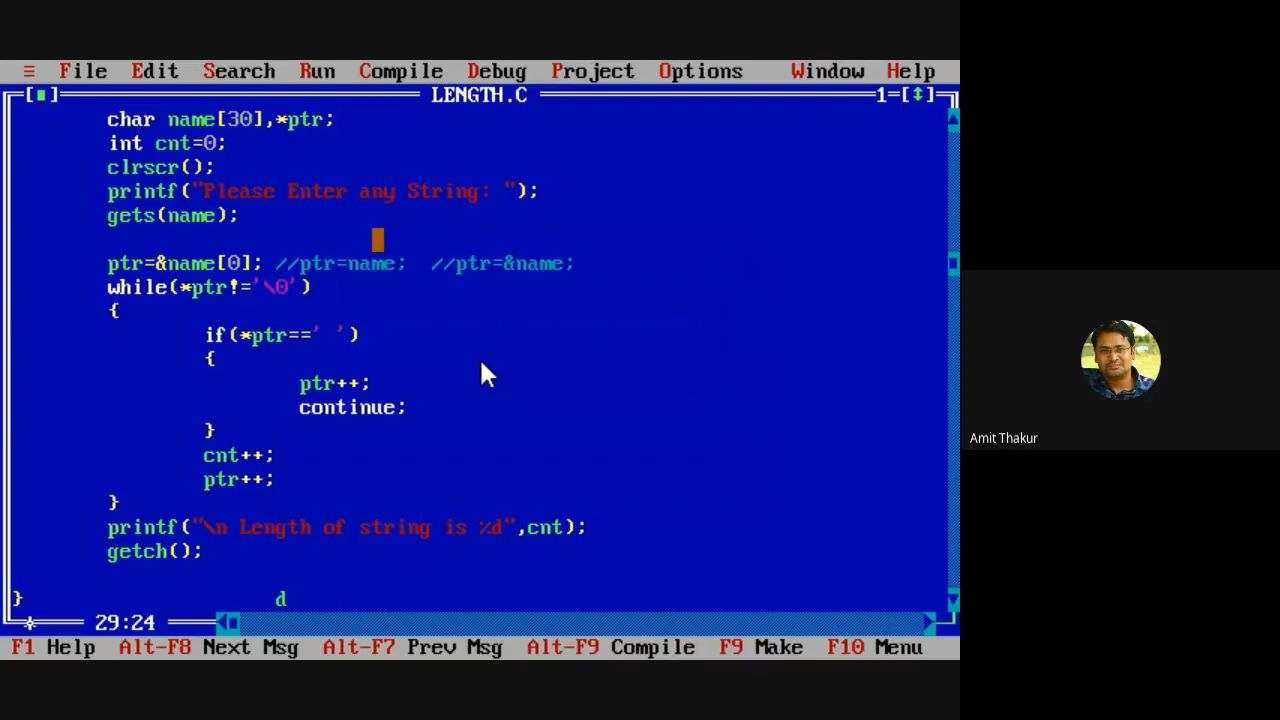 ≡ File Edit Search Run Compile Debug Project Options Window Help
[■] LENGTH.C 1=[↕]
char name[30],*ptr;
int cnt=0;
clrscr();
printf("Please Enter any String: ");
gets(name);
ptr=&name[0]; //ptr=name; //ptr=&name;
while(*ptr!='\0')
{
if(*ptr==' ')
{
ptr++;
continue;
}
cnt++;
ptr++;
}
printf("\n Length of string is %d",cnt);
getch();
} d
29:24
F1 Help Alt-F8 Next Msg Alt-F7 Prev Msg Alt-F9 Compile F9 Make F10 Menu
Amit Thakur